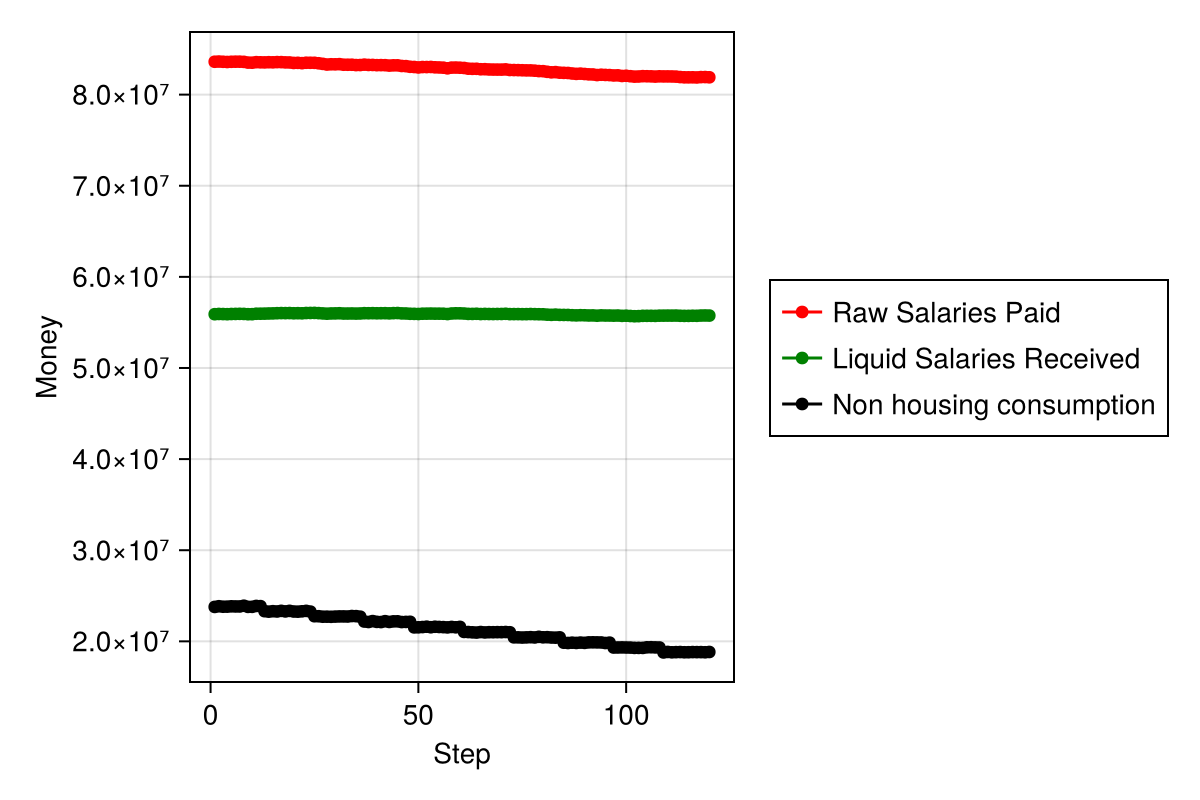 8.0×10⁷
7.0×10⁷
6.0×10⁷
5.0×10⁷
4.0×10⁷
3.0×10⁷
2.0×10⁷
Money
0 50 100
Step
Raw Salaries Paid
Liquid Salaries Received
Non housing consumption